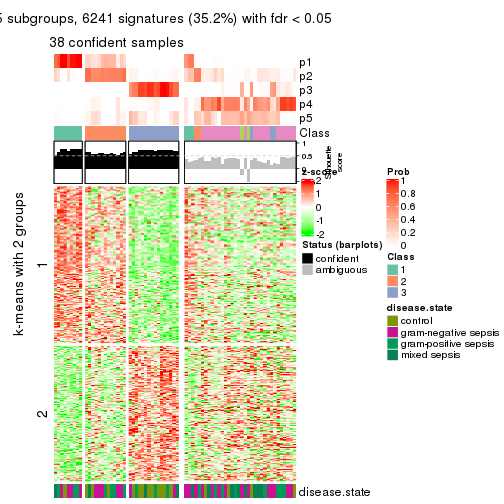 5 subgroups, 6241 signatures (35.2%) with fdr < 0.05
38 confident samples
p1
p2
p3
p4
p5
Class
1
0.5
0
Silhouette
score
k-means with 2 groups
1
2
disease.state
z-score
2
1
0
-1
-2
Status (barplots)
confident
ambiguous
Prob
1
0.8
0.6
0.4
0.2
0
Class
1
2
3
disease.state
control
gram-negative sepsis
gram-positive sepsis
mixed sepsis